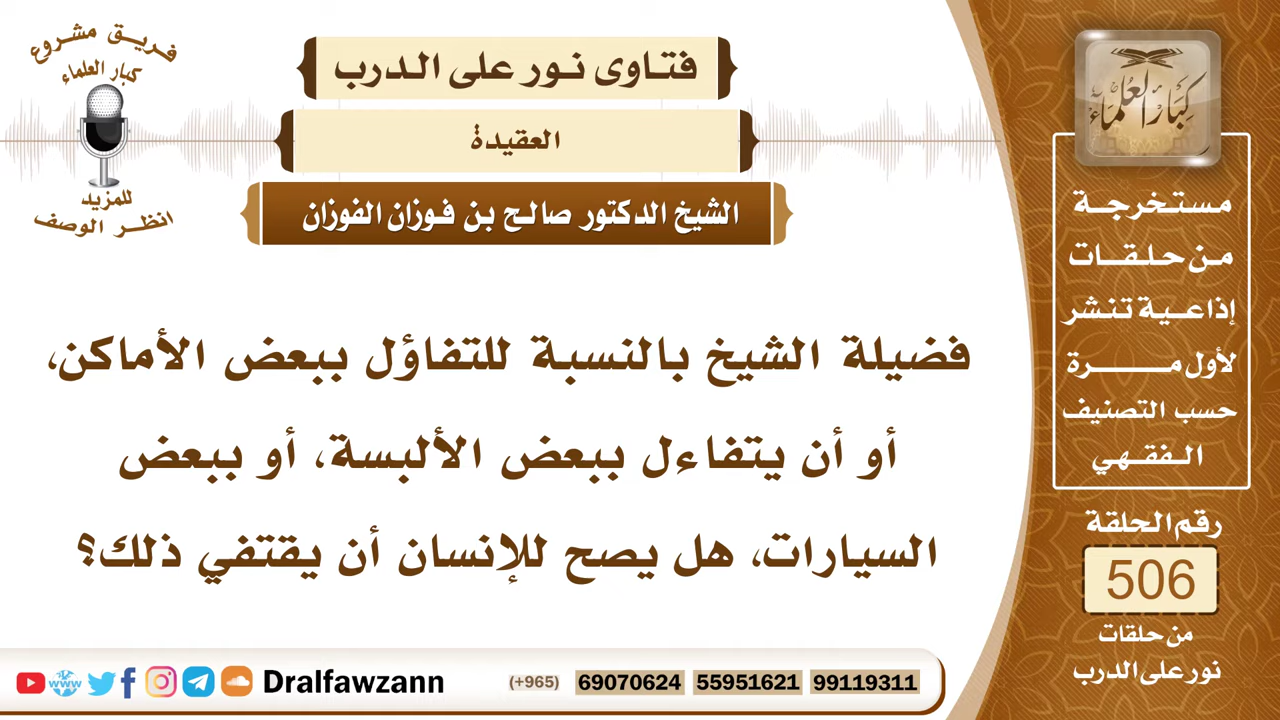 فريق مشروع
كبار العلماء
للمزيد
انظر الوصف
فتاوى نور على الدرب
العقيدة
الشيخ الدكتور صالح بن فوزان الفوزان
فضيلة الشيخ بالنسبة للتفاؤل ببعض الأماكن،
أو أن يتفاءل ببعض الألبسة، أو ببعض
السيارات، هل يصح للإنسان أن يقتفي ذلك؟
كبار العلماء
مستخرجة
من حلقات
إذاعية تنشر
لأول مرة
حسب التصنيف
الفقهي
رقم الحلقة
506
من حلقات
نور على الدرب
www Dralfawzann (+965) 69070624 55951621 99119311